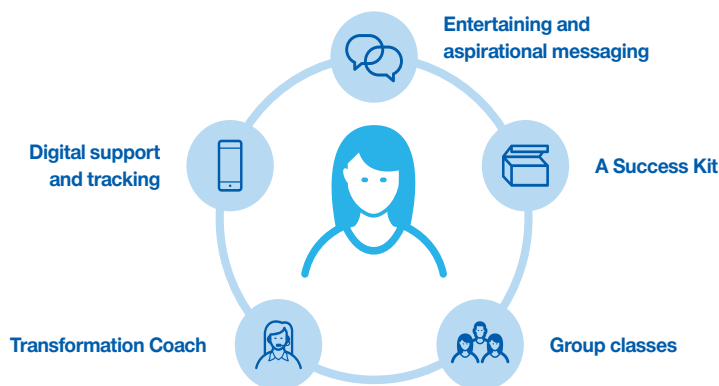 Entertaining and
aspirational messaging
Digital support
and tracking
A Success Kit
Transformation Coach
Group classes